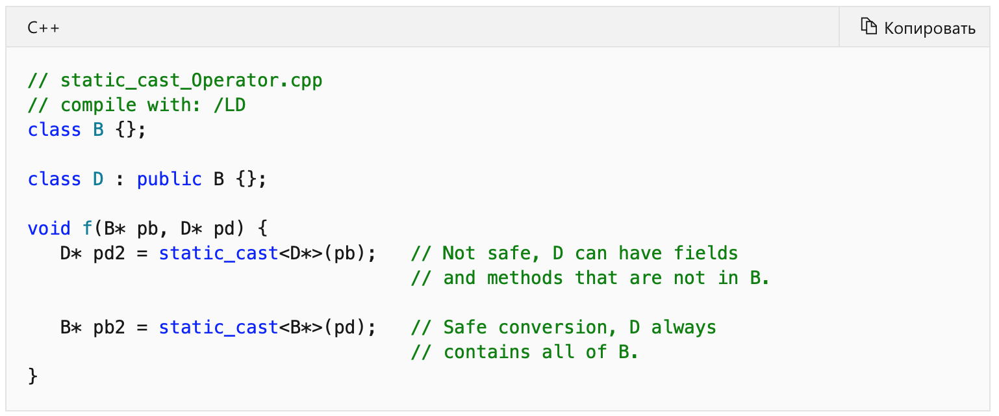 C++
Копировать
// static_cast_Operator.cpp
// compile with: /LD
class B {};
class D : public B {};
void f(B* pb, D* pd) {
   D* pd2 = static_cast<D*>(pb);   // Not safe, D can have fields
                                   // and methods that are not in B.
   B* pb2 = static_cast<B*>(pd);   // Safe conversion, D always
                                   // contains all of B.
}